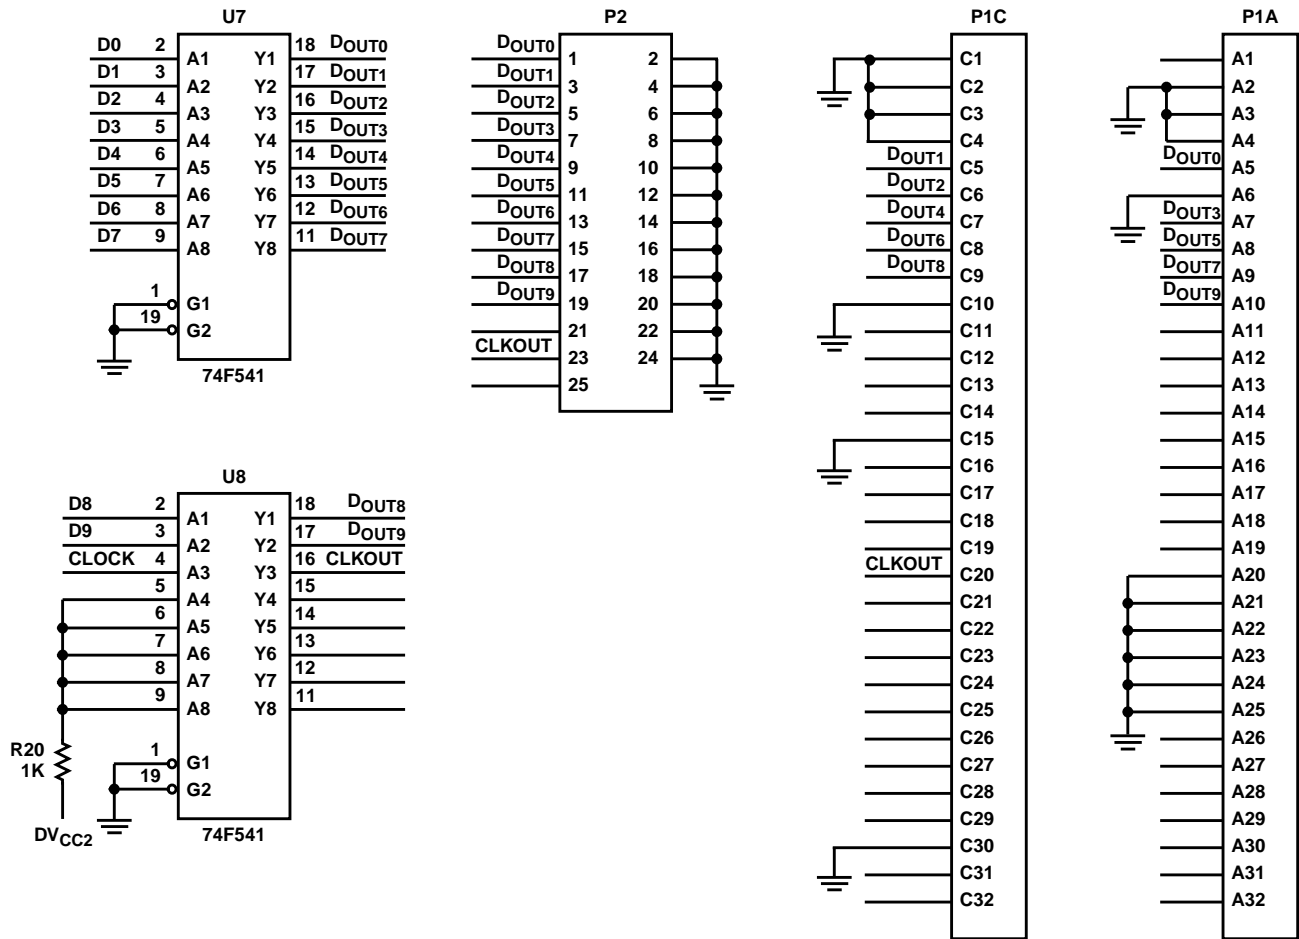 U7
D0 2 A1 Y1 18 DOUT0
D1 3 A2 Y2 17 DOUT1
D2 4 A3 Y3 16 DOUT2
D3 5 A4 Y4 15 DOUT3
D4 6 A5 Y5 14 DOUT4
D5 7 A6 Y6 13 DOUT5
D6 8 A7 Y7 12 DOUT6
D7 9 A8 Y8 11 DOUT7
1 G1
19 G2
74F541
U8
D8 2 A1 Y1 18 DOUT8
D9 3 A2 Y2 17 DOUT9
CLOCK 4 A3 Y3 16 CLKOUT
5 A4 Y4 15
6 A5 Y5 14
7 A6 Y6 13
8 A7 Y7 12
9 A8 Y8 11
R20
1K
DVCC2
1 G1
19 G2
74F541
P2
DOUT0 1 2
DOUT1 3 4
DOUT2 5 6
DOUT3 7 8
DOUT4 9 10
DOUT5 11 12
DOUT6 13 14
DOUT7 15 16
DOUT8 17 18
DOUT9 19 20
21 22
CLKOUT 23 24
25
P1C
C1
C2
C3
C4
DOUT1 C5
DOUT2 C6
DOUT4 C7
DOUT6 C8
DOUT8 C9
C10
C11
C12
C13
C14
C15
C16
C17
C18
C19
CLKOUT C20
C21
C22
C23
C24
C25
C26
C27
C28
C29
C30
C31
C32
P1A
A1
A2
A3
A4
DOUT0 A5
A6
DOUT3 A7
DOUT5 A8
DOUT7 A9
DOUT9 A10
A11
A12
A13
A14
A15
A16
A17
A18
A19
A20
A21
A22
A23
A24
A25
A26
A27
A28
A29
A30
A31
A32